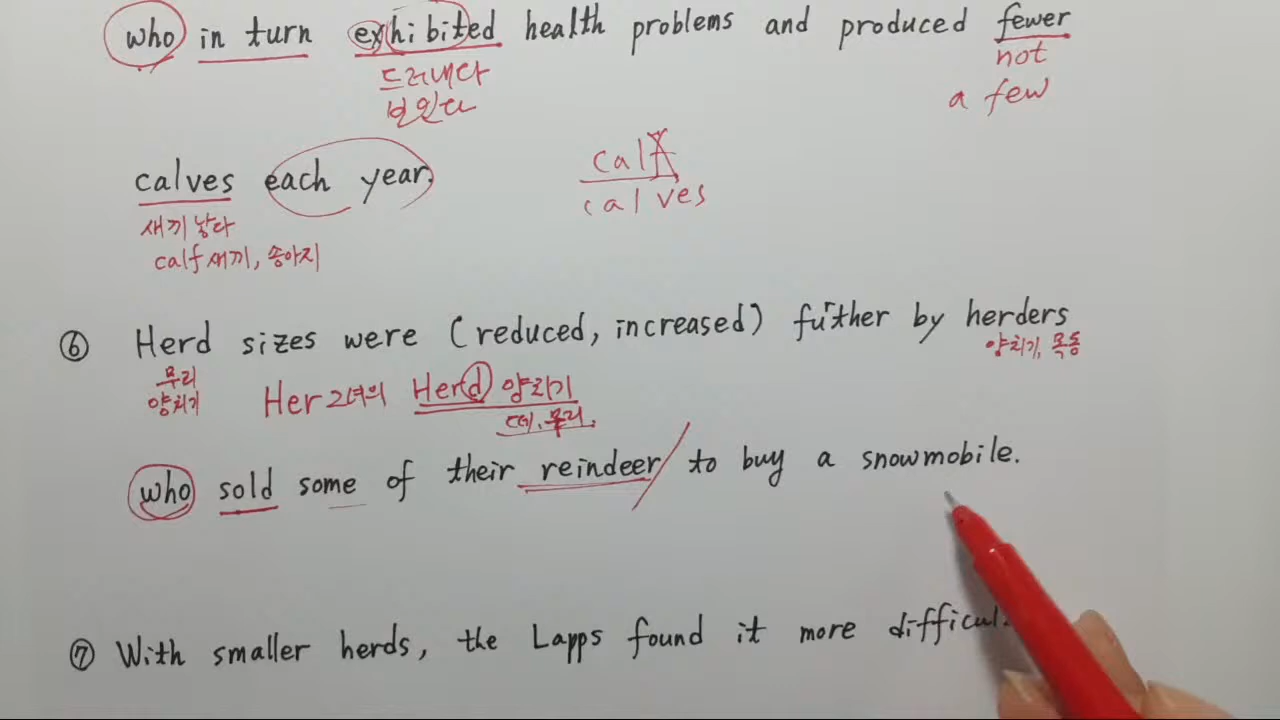 who in turn exhibited health problems and produced fewer
드러내다
보인다
not
a few
calves each year.
calf
calves
새끼 낳다
calf 새끼, 송아지
⑥ Herd sizes were (reduced, increased) futher by herders
무리
양치기
Her 그녀의 Herd 양치기
떼, 무리.
양치기, 목동
who sold some of their reindeer / to buy a snowmobile.
⑦ With smaller herds, the Lapps found it more